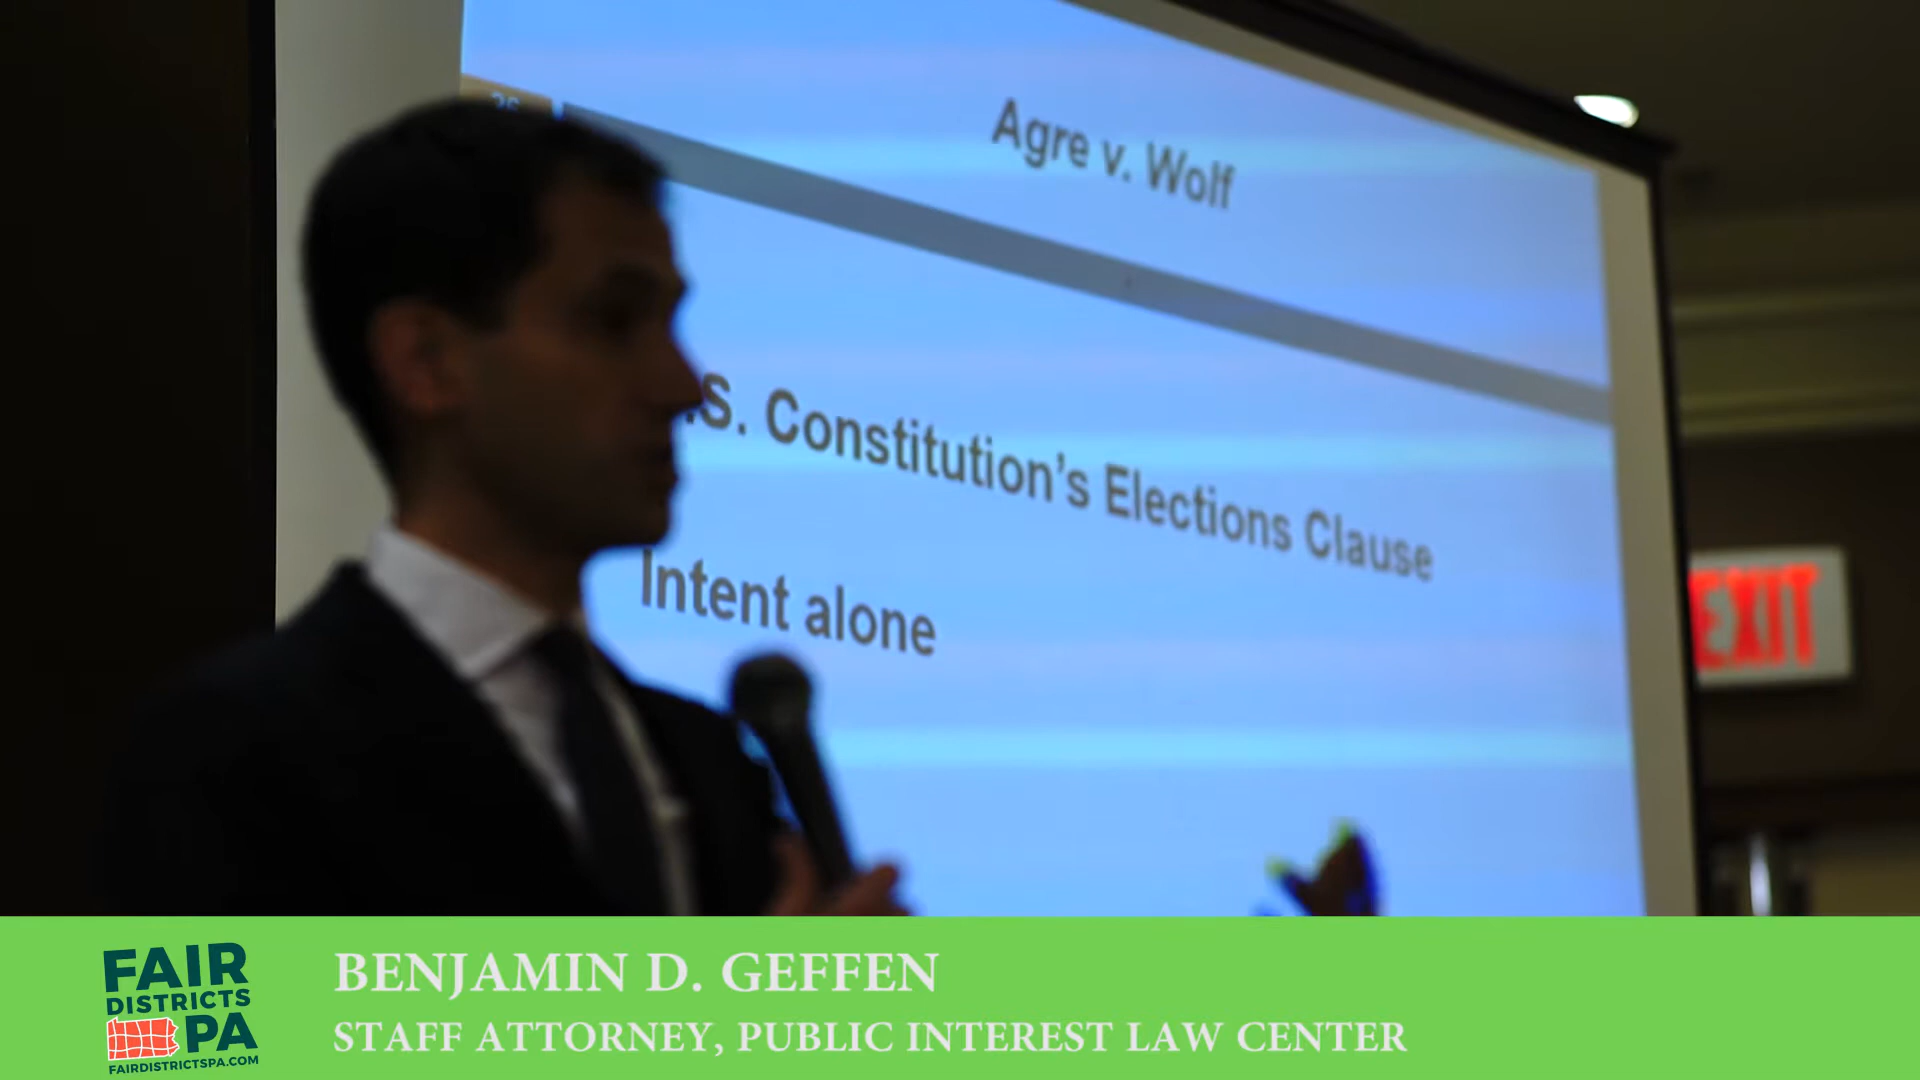 26
Agre v. Wolf
.S. Constitution's Elections Clause
Intent alone
EXIT
FAIR
DISTRICTS
PA
FAIRDISTRICTSPA.COM
BENJAMIN D. GEFFEN
STAFF ATTORNEY, PUBLIC INTEREST LAW CENTER